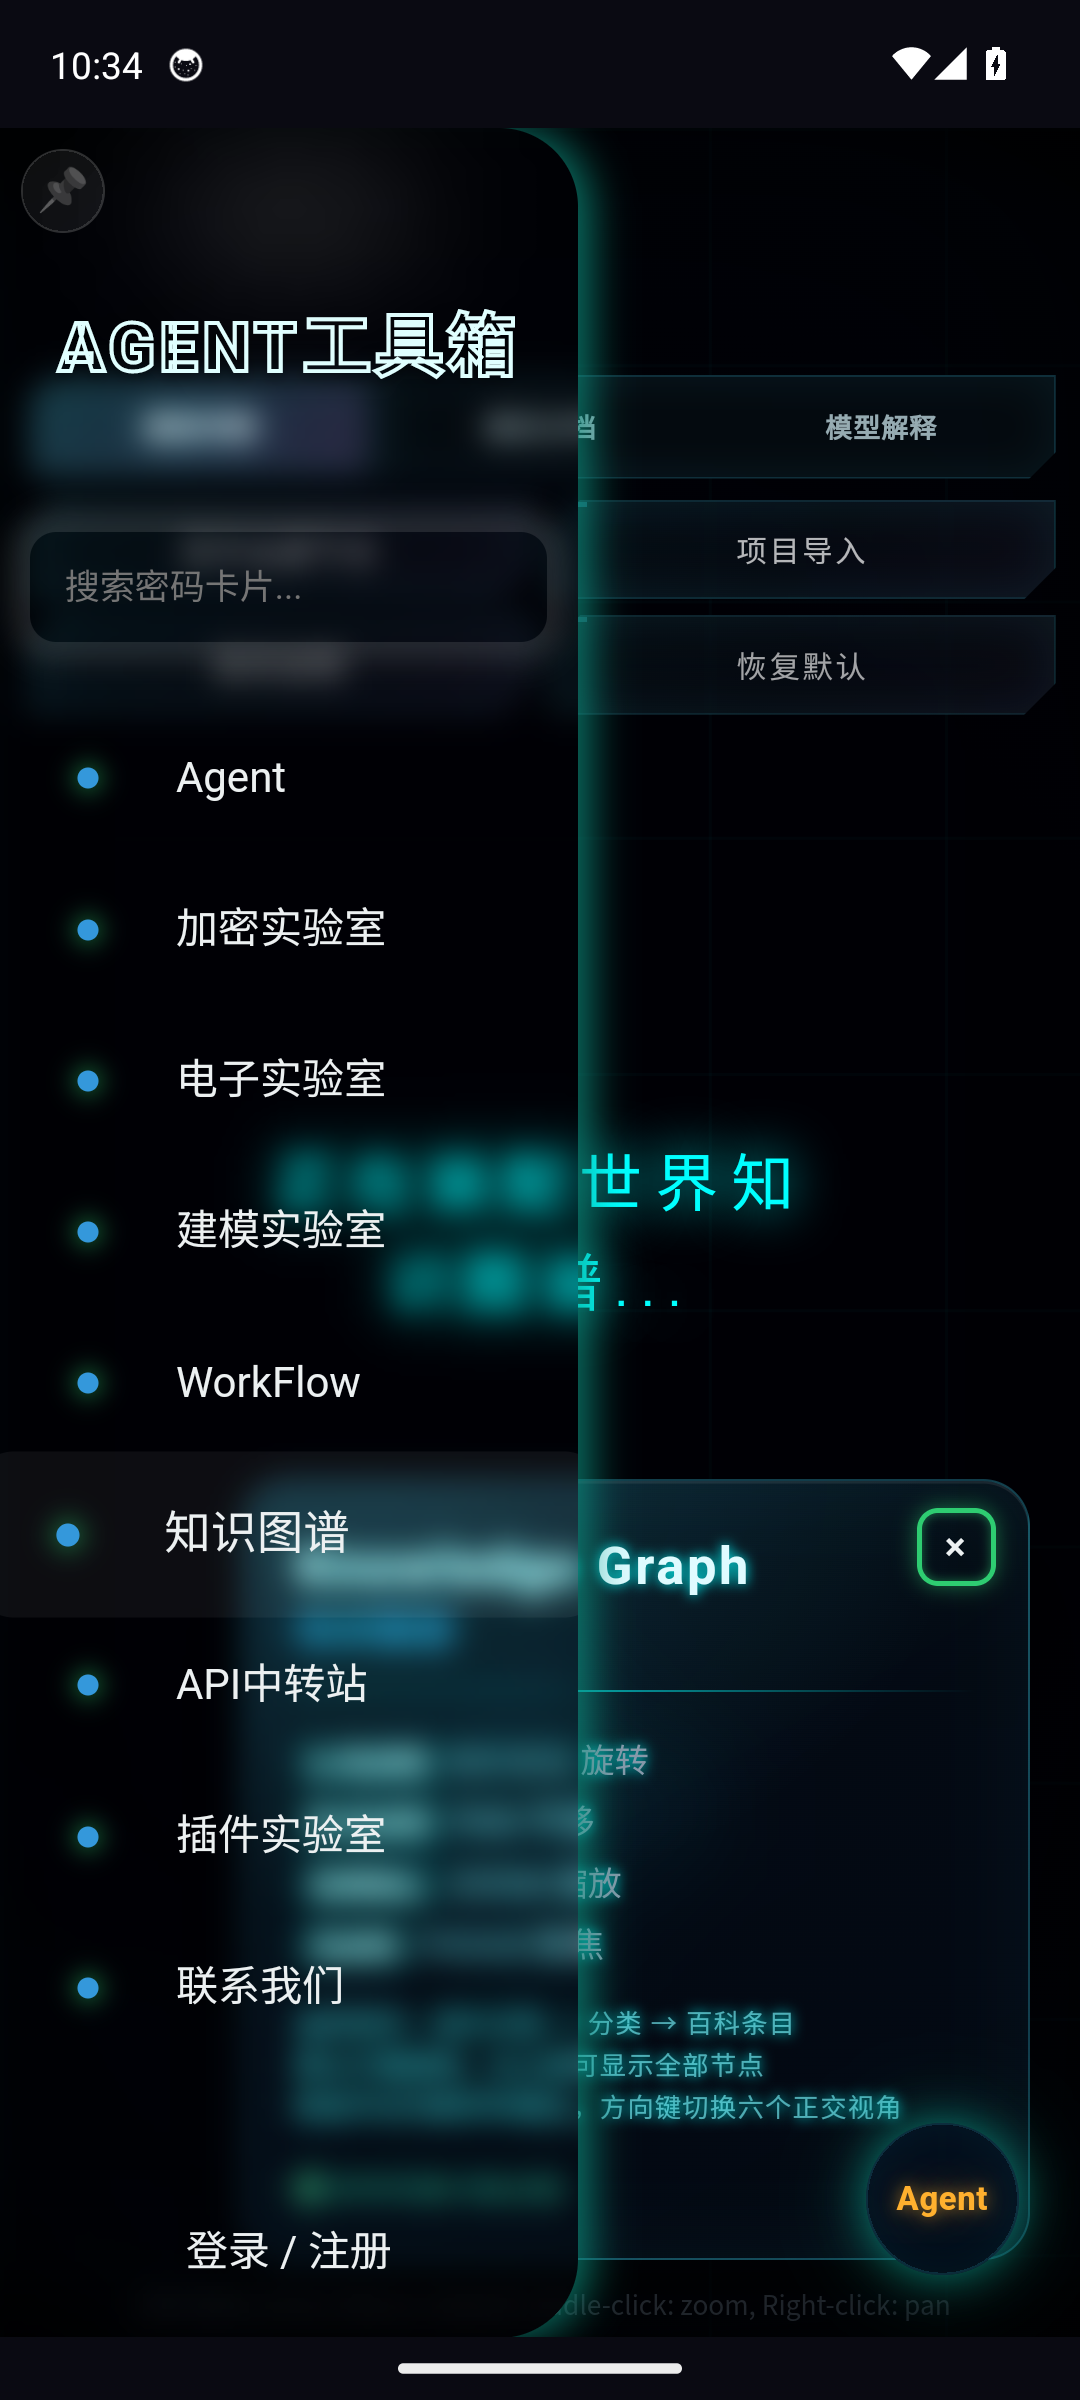 10:34
AGENT工具箱
模型解释
搜索密码卡片...
项目导入
恢复默认
Agent
加密实验室
电子实验室
建模实验室
世界知
谱...
WorkFlow
知识图谱
Graph
×
API中转站
旋转
插件实验室
缩放
焦
联系我们
分类 → 百科条目
可显示全部节点
，方向键切换六个正交视角
Agent
登录 / 注册
dle-click: zoom, Right-click: pan